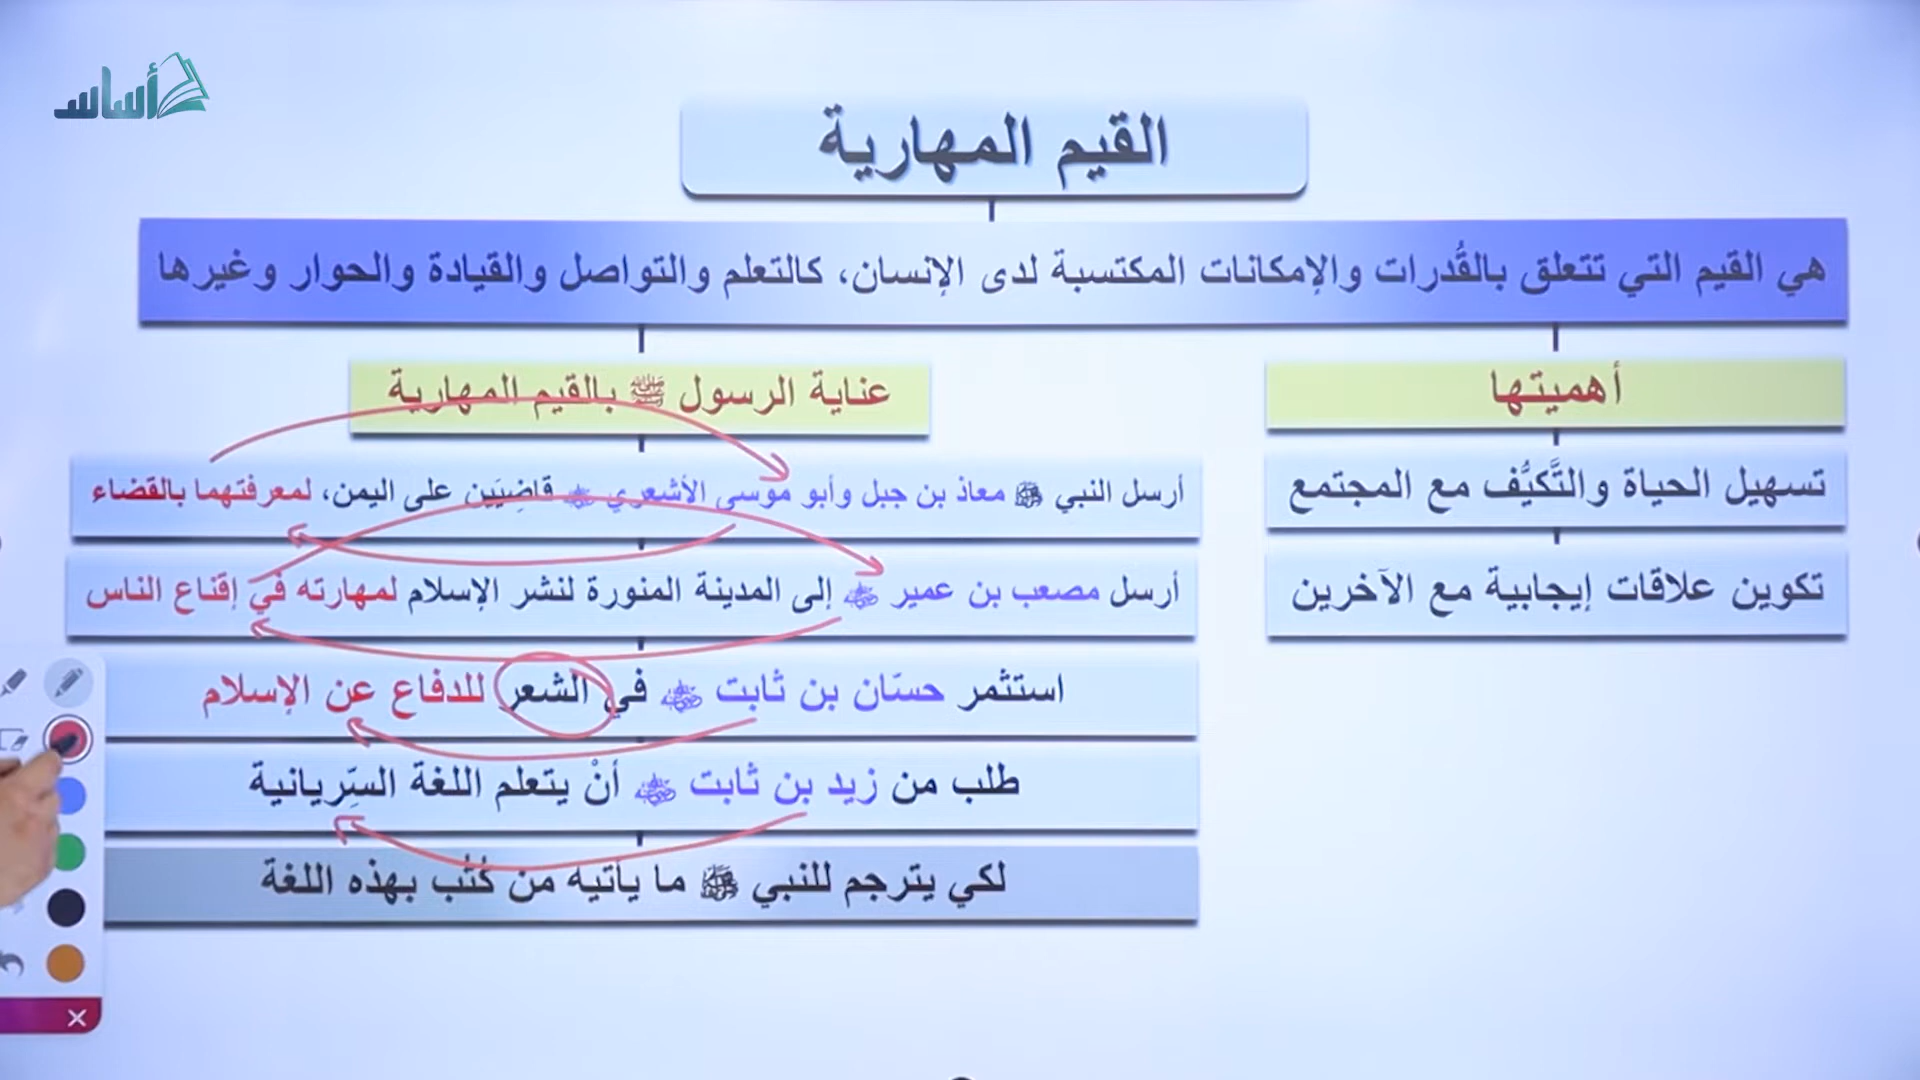 أساس
القيم المهارية
هي القيم التي تتعلق بالقُدرات والإمكانات المكتسبة لدى الإنسان، كالتعلم والتواصل والقيادة والحوار وغيرها
أهميتها
تسهيل الحياة والتَّكيُّف مع المجتمع
تكوين علاقات إيجابية مع الآخرين
عناية الرسول ﷺ بالقيم المهارية
أرسل النبي ﷺ معاذ بن جبل وأبو موسى الأشعري رضي الله عنه قاضِيَين على اليمن، لمعرفتهما بالقضاء
أرسل مصعب بن عمير رضي الله عنه إلى المدينة المنورة لنشر الإسلام لمهارته في إقناع الناس
استثمر حسّان بن ثابت رضي الله عنه في الشعر للدفاع عن الإسلام
طلب من زيد بن ثابت رضي الله عنه أنْ يتعلم اللغة السِّريانية
لكي يترجم للنبي ﷺ ما يأتيه من كُتُب بهذه اللغة